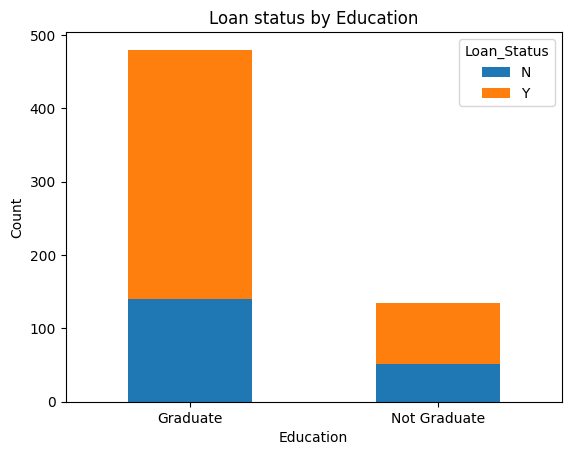 Loan status by Education
Loan_Status
N
Y
Count
500
400
300
200
100
0
Graduate
Not Graduate
Education